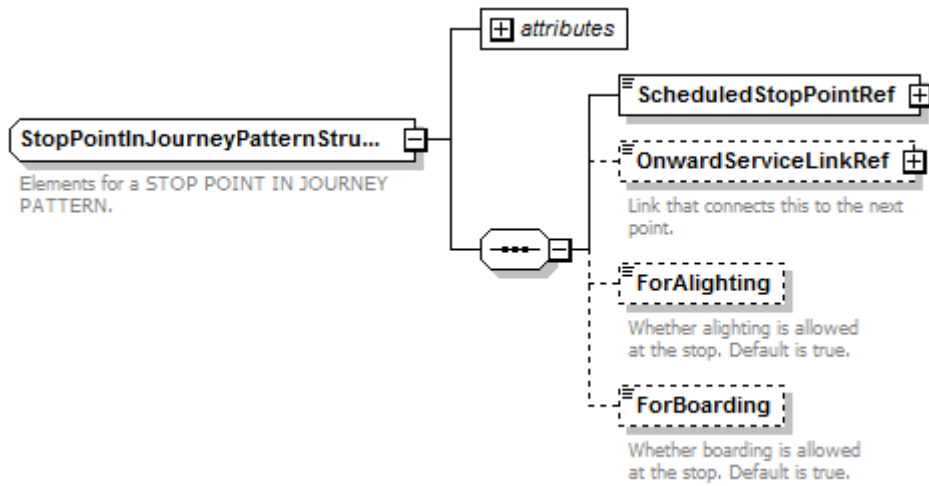 attributes
ScheduledStopPointRef
StopPointInJourneyPatternStru...
Elements for a STOP POINT IN JOURNEY
PATTERN.
OnwardServiceLinkRef
Link that connects this to the next
point.
ForAlighting
Whether alighting is allowed
at the stop. Default is true.
ForBoarding
Whether boarding is allowed
at the stop. Default is true.